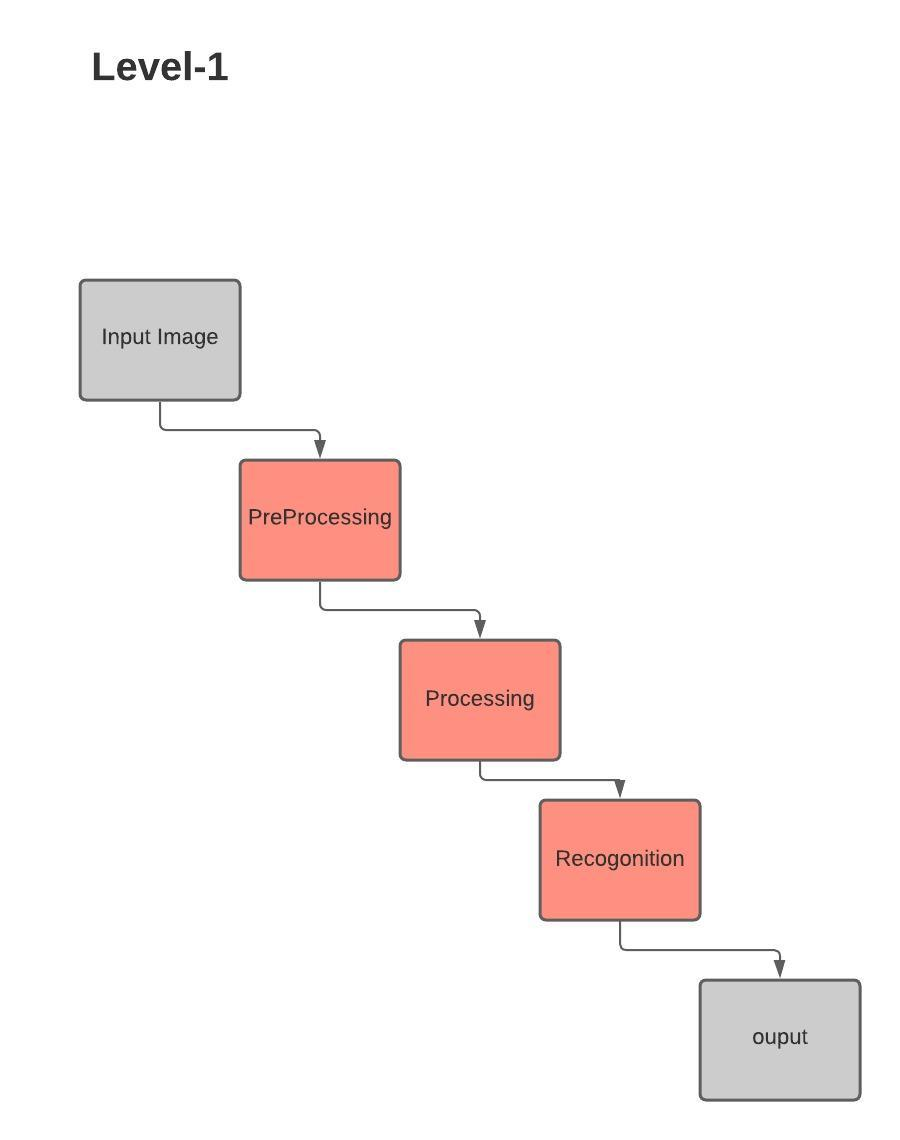 Level-1
Input Image
PreProcessing
Processing
Recogonition
ouput